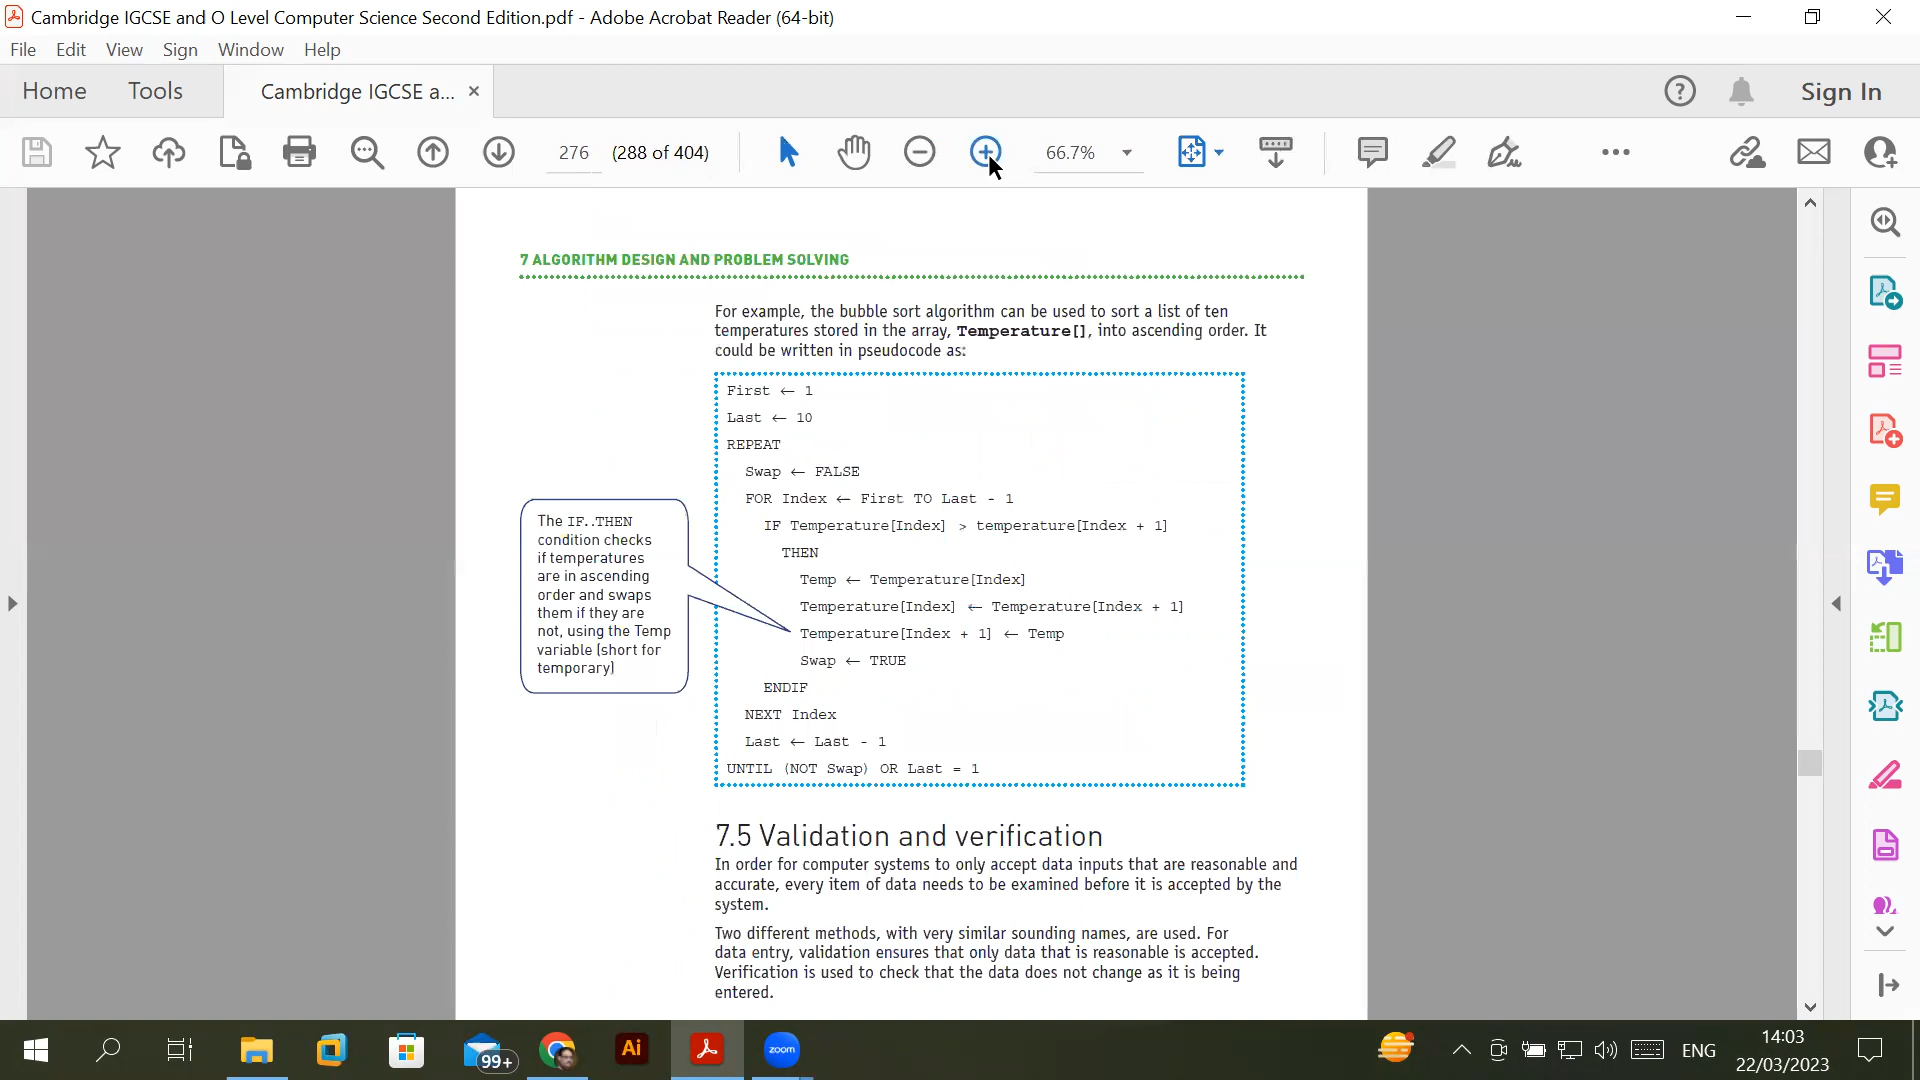 Cambridge IGCSE and O Level Computer Science Second Edition.pdf - Adobe Acrobat Reader (64-bit)
File Edit View Sign Window Help
Home Tools Cambridge IGCSE a... × Sign In
276 (288 of 404) 66.7%
7 ALGORITHM DESIGN AND PROBLEM SOLVING
For example, the bubble sort algorithm can be used to sort a list of ten
temperatures stored in the array, Temperature[], into ascending order. It
could be written in pseudocode as:
First ← 1
Last ← 10
REPEAT
Swap ← FALSE
FOR Index ← First TO Last - 1
IF Temperature[Index] > temperature[Index + 1]
THEN
Temp ← Temperature[Index]
Temperature[Index] ← Temperature[Index + 1]
Temperature[Index + 1] ← Temp
Swap ← TRUE
ENDIF
NEXT Index
Last ← Last - 1
UNTIL (NOT Swap) OR Last = 1
The IF..THEN
condition checks
if temperatures
are in ascending
order and swaps
them if they are
not, using the Temp
variable (short for
temporary)
7.5 Validation and verification
In order for computer systems to only accept data inputs that are reasonable and
accurate, every item of data needs to be examined before it is accepted by the
system.
Two different methods, with very similar sounding names, are used. For
data entry, validation ensures that only data that is reasonable is accepted.
Verification is used to check that the data does not change as it is being
entered.
99+ Ai zoom ENG 14:03
22/03/2023